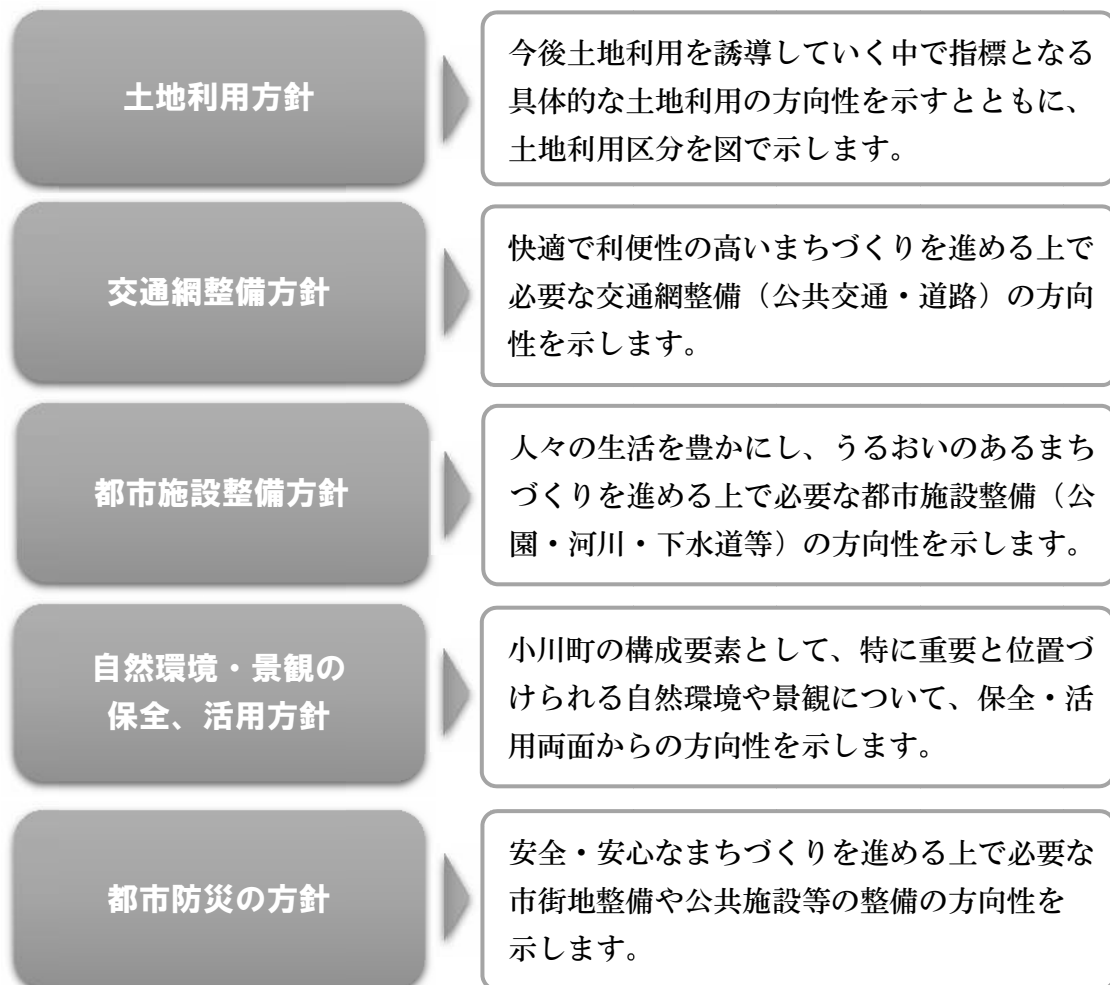 土地利用方針
今後土地利用を誘導していく中で指標となる
具体的な土地利用の方向性を示すとともに、
土地利用区分を図で示します。
交通網整備方針
快適で利便性の高いまちづくりを進める上で
必要な交通網整備（公共交通・道路）の方向
性を示します。
都市施設整備方針
人々の生活を豊かにし、うるおいのあるまち
づくりを進める上で必要な都市施設整備（公
園・河川・下水道等）の方向性を示します。
自然環境・景観の
保全、活用方針
小川町の構成要素として、特に重要と位置づ
けられる自然環境や景観について、保全・活
用両面からの方向性を示します。
都市防災の方針
安全・安心なまちづくりを進める上で必要な
市街地整備や公共施設等の整備の方向性を
示します。